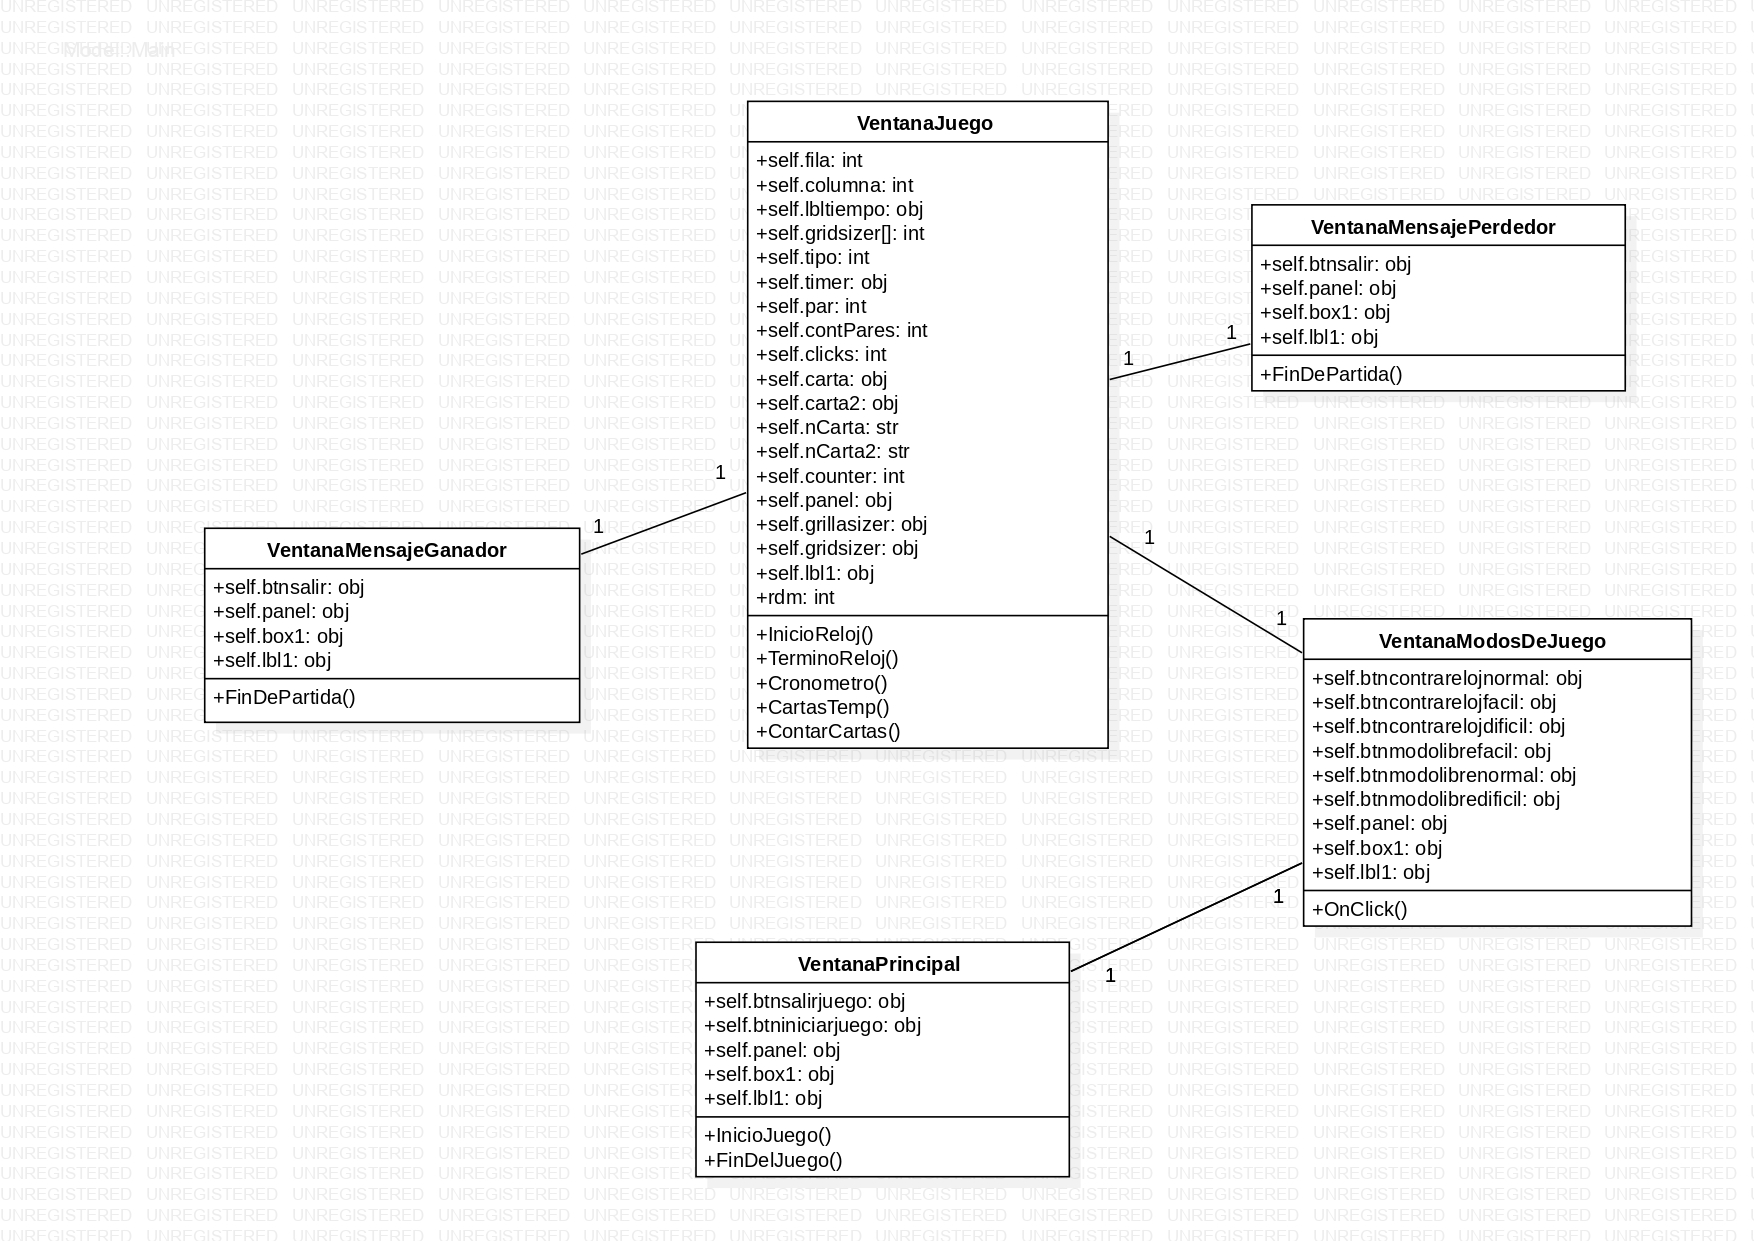 Model::Main
VentanaJuego
+self.fila: int
+self.columna: int
+self.lbltiempo: obj
+self.gridsizer[]: int
+self.tipo: int
+self.timer: obj
+self.par: int
+self.contPares: int
+self.clicks: int
+self.carta: obj
+self.carta2: obj
+self.nCarta: str
+self.nCarta2: str
+self.counter: int
+self.panel: obj
+self.grillasizer: obj
+self.gridsizer: obj
+self.lbl1: obj
+rdm: int
+InicioReloj()
+TerminoReloj()
+Cronometro()
+CartasTemp()
+ContarCartas()
VentanaMensajePerdedor
+self.btnsalir: obj
+self.panel: obj
+self.box1: obj
+self.lbl1: obj
+FinDePartida()
1
1
1
1
VentanaMensajeGanador
+self.btnsalir: obj
+self.panel: obj
+self.box1: obj
+self.lbl1: obj
+FinDePartida()
1
1
VentanaModosDeJuego
+self.btncontrarelojnormal: obj
+self.btncontrarelojfacil: obj
+self.btncontrarelojdificil: obj
+self.btnmodolibrefacil: obj
+self.btnmodolibrenormal: obj
+self.btnmodolibredificil: obj
+self.panel: obj
+self.box1: obj
+self.lbl1: obj
+OnClick()
1
1
VentanaPrincipal
+self.btnsalirjuego: obj
+self.btniniciarjuego: obj
+self.panel: obj
+self.box1: obj
+self.lbl1: obj
+InicioJuego()
+FinDelJuego()
UNREGISTERED